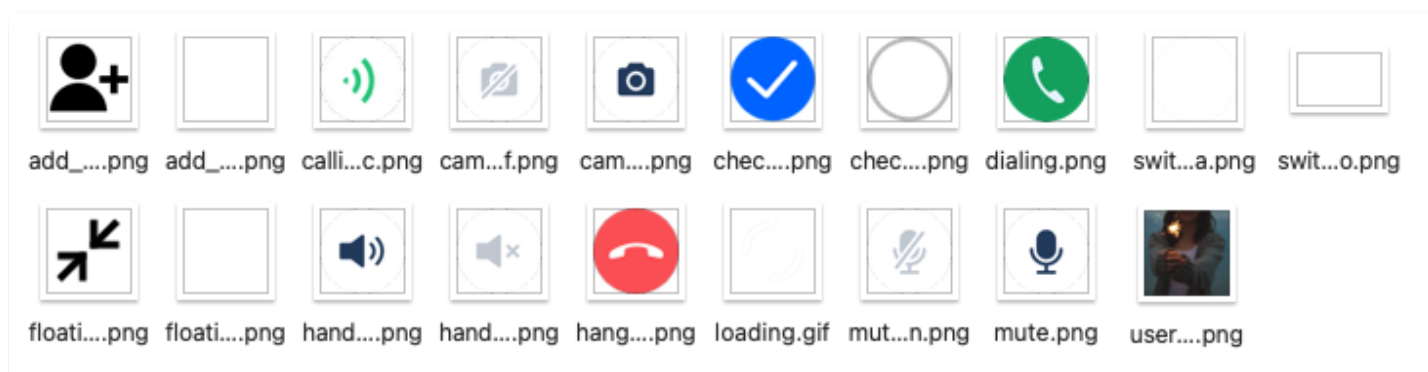 add_....png add_....png calli...c.png cam...f.png cam....png chec....png chec....png dialing.png swit...a.png swit...o.png
floati....png floati....png hand....png hand....png hang....png loading.gif mut...n.png mute.png user....png